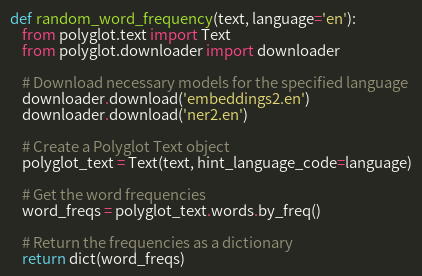 def random_word_frequency(text, language='en'):
from polyglot.text import Text
from polyglot.downloader import downloader
# Download necessary models for the specified language
downloader.download('embeddings2.en')
downloader.download('ner2.en')
# Create a Polyglot Text object
polyglot_text = Text(text, hint_language_code=language)
# Get the word frequencies
word_freqs = polyglot_text.words.by_freq()
# Return the frequencies as a dictionary
return dict(word_freqs)